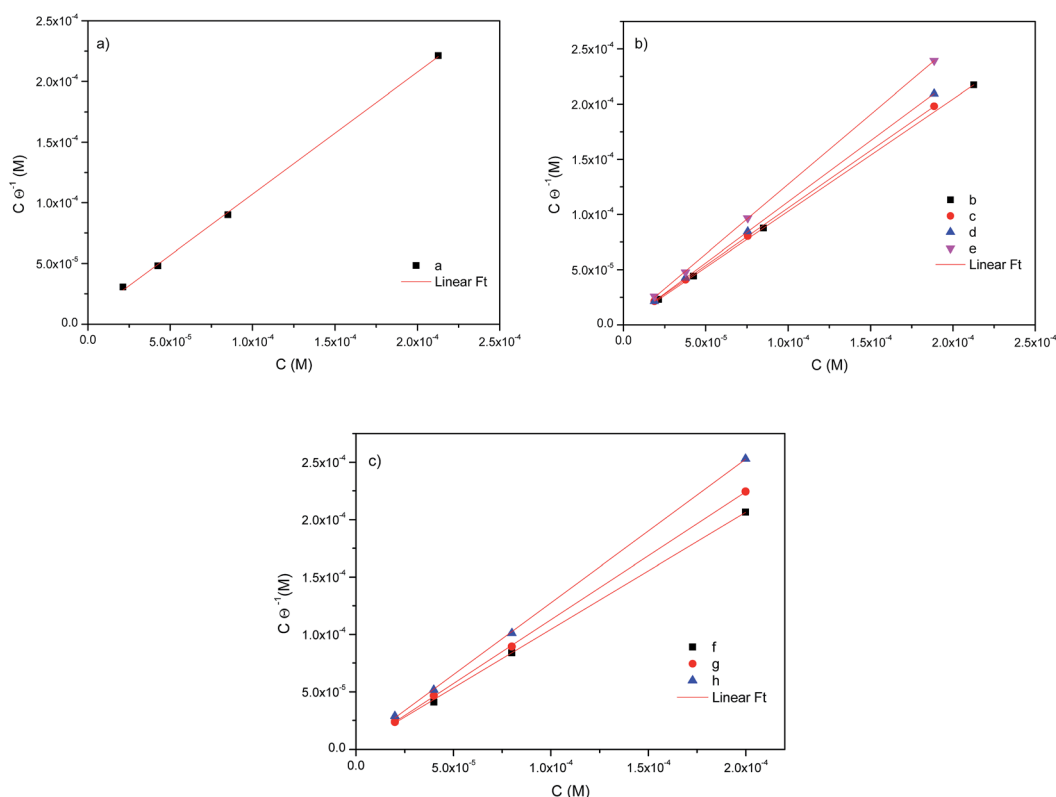 a)
2.5x10⁻⁴
2.0x10⁻⁴
1.5x10⁻⁴
1.0x10⁻⁴
5.0x10⁻⁵
0.0
C Θ⁻¹(M)
a
Linear Ft
0.0 5.0x10⁻⁵ 1.0x10⁻⁴ 1.5x10⁻⁴ 2.0x10⁻⁴ 2.5x10⁻⁴
C (M)
b)
2.5x10⁻⁴
2.0x10⁻⁴
1.5x10⁻⁴
1.0x10⁻⁴
5.0x10⁻⁵
0.0
C Θ⁻¹(M)
b
c
d
e
Linear Ft
0.0 5.0x10⁻⁵ 1.0x10⁻⁴ 1.5x10⁻⁴ 2.0x10⁻⁴ 2.5x10⁻⁴
C (M)
c)
2.5x10⁻⁴
2.0x10⁻⁴
1.5x10⁻⁴
1.0x10⁻⁴
5.0x10⁻⁵
0.0
C Θ⁻¹(M)
f
g
h
Linear Ft
0.0 5.0x10⁻⁵ 1.0x10⁻⁴ 1.5x10⁻⁴ 2.0x10⁻⁴
C (M)